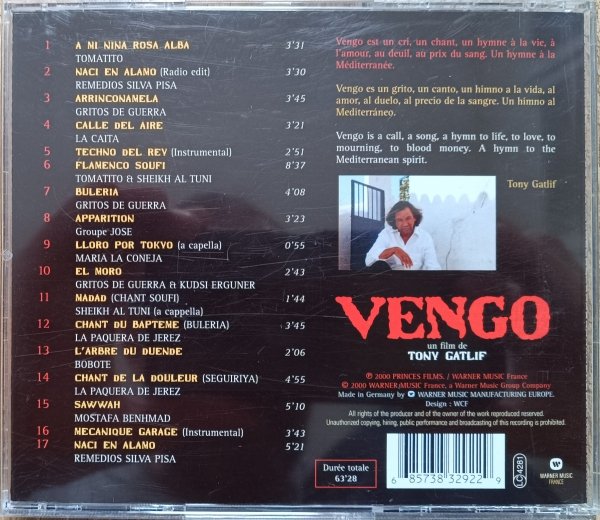 1 A MI NINA ROSA ALBA 3'31
TOMATITO
2 NACI EN ALAMO (Radio edit) 3'30
REMEDIOS SILVA PISA
3 ARRINCONAMELA 3'45
GRITOS DE GUERRA
4 CALLE DEL AIRE 3'21
LA CAITA
5 TECHNO DEL REY (Instrumental) 2'51
6 FLAMENCO SOUFI 8'37
TOMATITO & SHEIKH AL TUNI
7 BULERIA 4'08
GRITOS DE GUERRA
8 APPARITION 3'23
Groupe JOSE
9 LLORO POR TOKYO (a capella) 0'55
MARIA LA CONEJA
10 EL MORO 2'43
GRITOS DE GUERRA & KUDSI ERGUNER
11 MADAD (CHANT SOUFI) 1'44
SHEIKH AL TUNI (a cappella)
12 CHANT DU BAPTEME (BULERIA) 3'45
LA PAQUERA DE JEREZ
13 L'ARBRE DU DUENDE 2'06
BOBOTE
14 CHANT DE LA DOULEUR (SEGUIRIYA) 4'55
LA PAQUERA DE JEREZ
15 SAWWAH 5'10
MOSTAFA BENHMAD
16 MECANIQUE GARAGE (Instrumental) 3'43
17 NACI EN ALAMO 5'21
REMEDIOS SILVA PISA
Vengo est un cri, un chant, un hymne à la vie, à
l'amour, au deuil, au prix du sang. Un hymne à la
Méditerranée.
Vengo es un grito, un canto, un himno a la vida, al
amor, al duelo, al precio de la sangre. Un himno al
Mediterráneo.
Vengo is a call, a song, a hymn to life, to love, to
mourning, to blood money. A hymn to the
Mediterranean spirit.
Tony Gatlif
VENGO
un film de
TONY GATLIF
℗ 2000 PRINCES FILMS. / WARNER MUSIC France
© 2000 WARNER MUSIC France, a Warner Music Group Company
Made in Germany by WARNER MUSIC MANUFACTURING EUROPE.
Design : WCF
All rights of the producer and of the owner of the work reproduced reserved.
Unauthorized copying, hiring, public performance and broadcasting of this recording is prohibited.
Durée totale
63'28
6 85738 32922 9
LC 4281
WARNER MUSIC
FRANCE